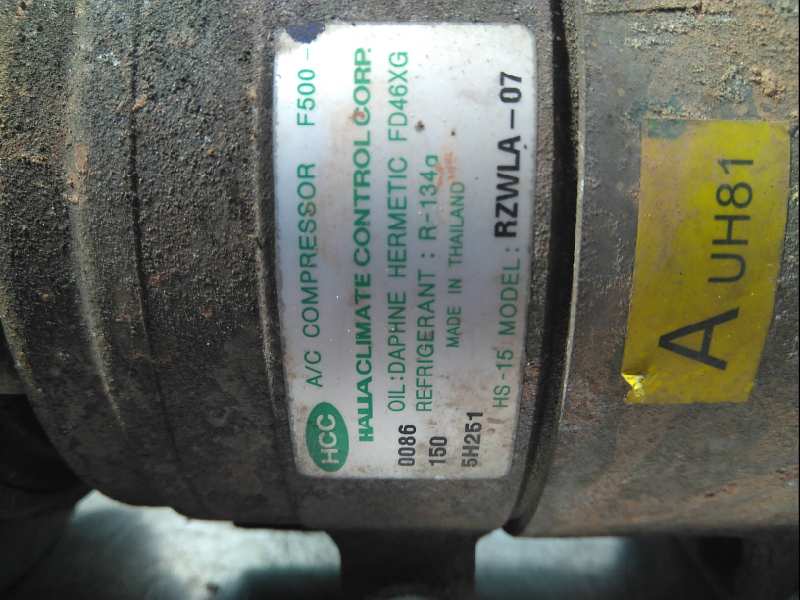 HCC A/C COMPRESSOR F500-
HALLA CLIMATE CONTROL CORP.
0086 OIL:DAPHNE HERMETIC FD46XG
150 REFRIGERANT : R-134a
MADE IN THAILAND
5H251 HS-15 MODEL: RZWLA-07
A UH81